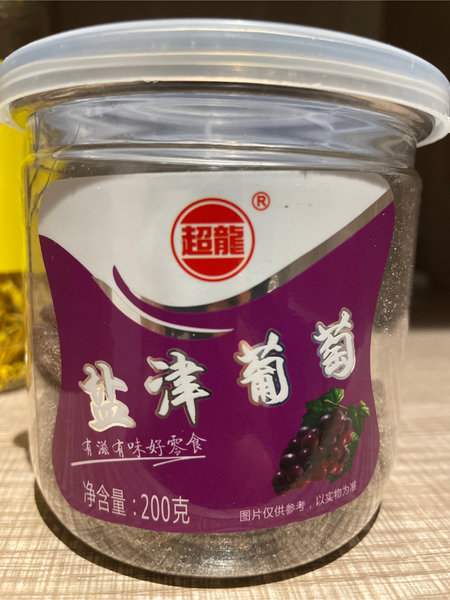 超龍®
盐津葡萄
有滋有味好零食
净含量：200克
图片仅供参考，以实物为准